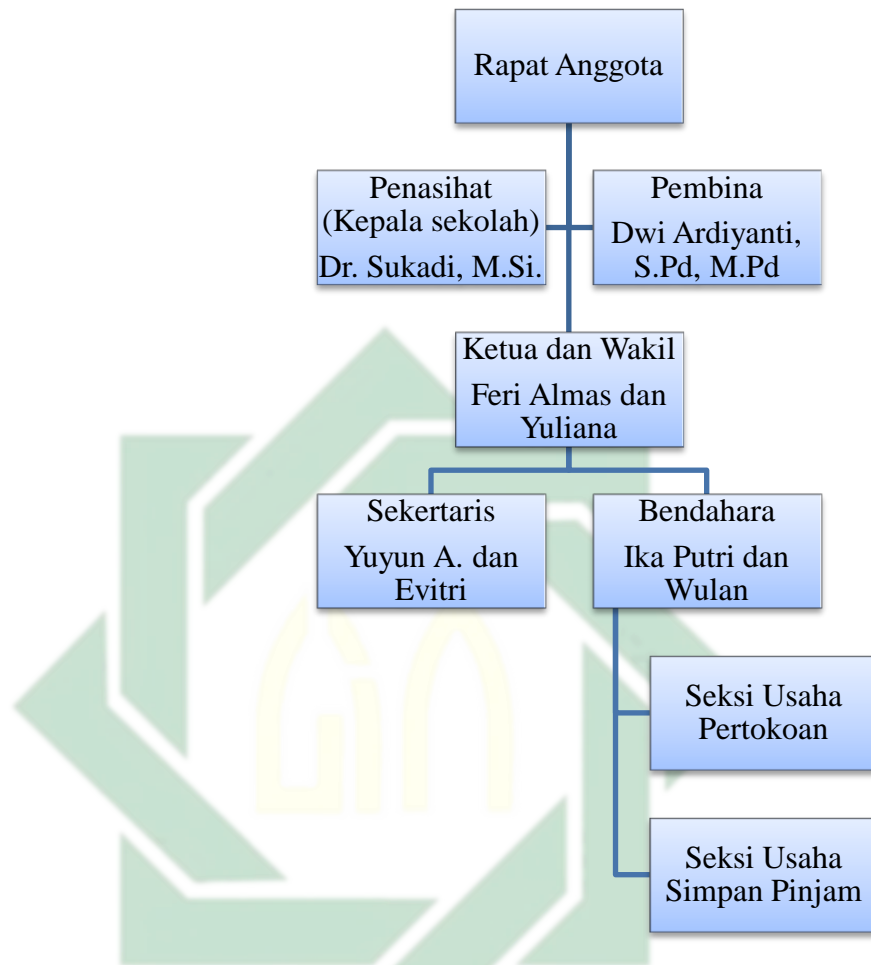 Rapat Anggota
Penasihat
(Kepala sekolah)
Dr. Sukadi, M.Si.
Pembina
Dwi Ardiyanti,
S.Pd, M.Pd
Ketua dan Wakil
Feri Almas dan
Yuliana
Sekertaris
Yuyun A. dan
Evitri
Bendahara
Ika Putri dan
Wulan
Seksi Usaha
Pertokoan
Seksi Usaha
Simpan Pinjam